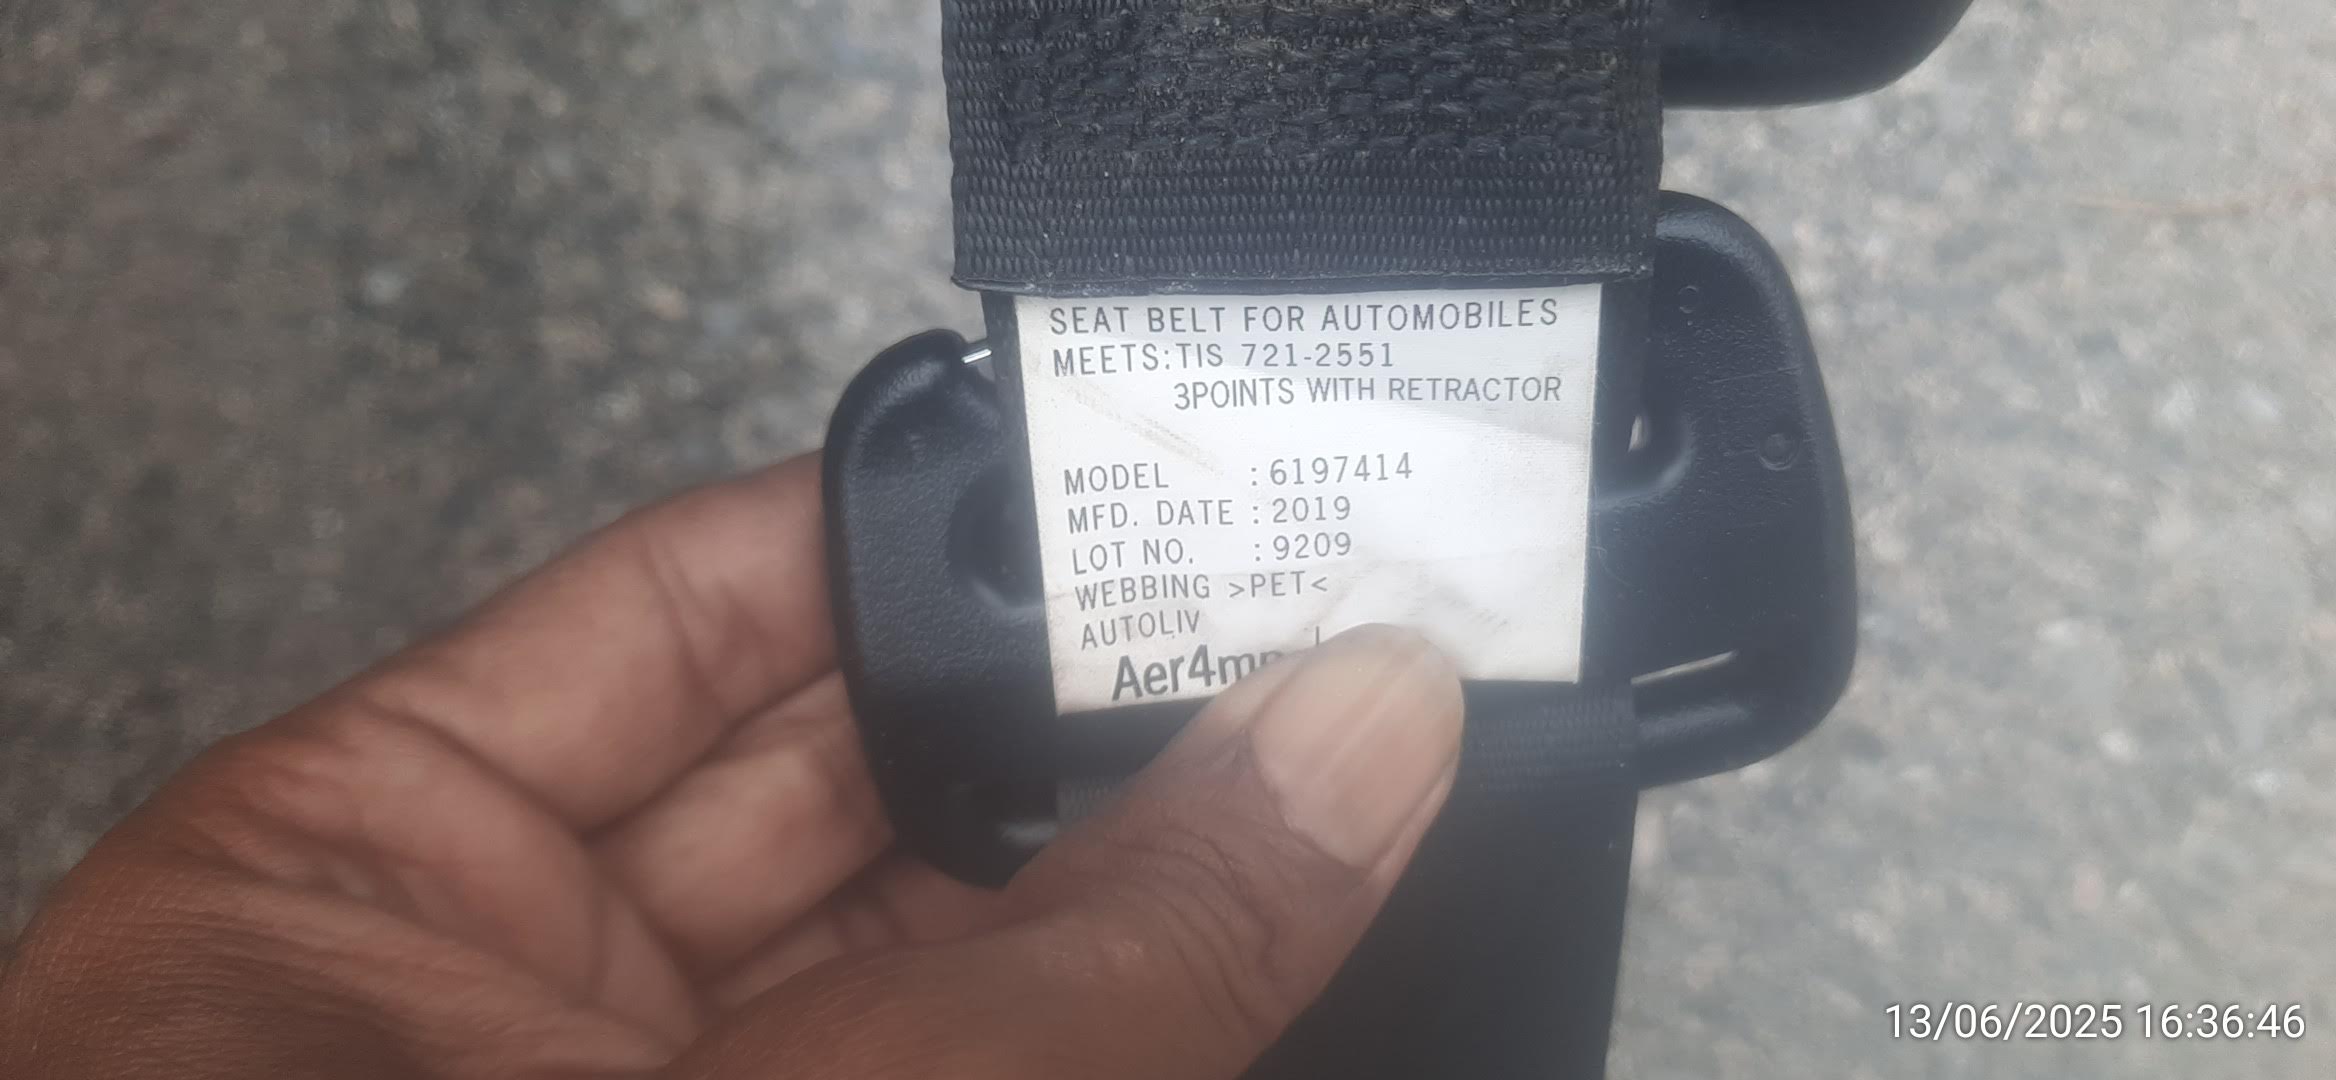 SEAT BELT FOR AUTOMOBILES
MEETS:TIS 721-2551
3POINTS WITH RETRACTOR
MODEL : 6197414
MFD. DATE : 2019
LOT NO. : 9209
WEBBING >PET<
AUTOLIV
13/06/2025 16:36:46